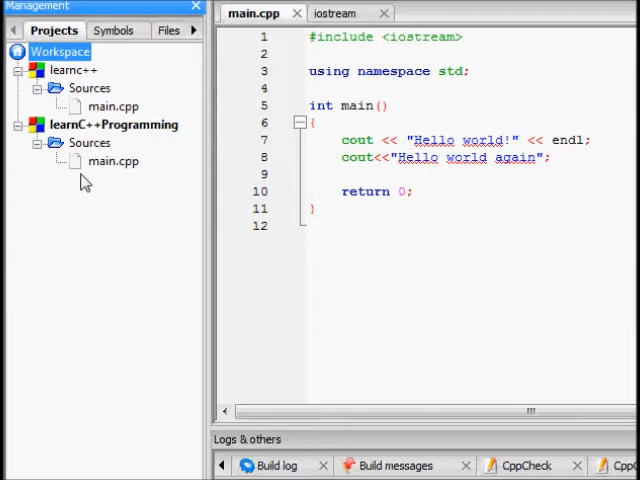 Management
Projects Symbols Files
Workspace
learnc++
Sources
main.cpp
learnC++Programming
Sources
main.cpp
main.cpp iostream
1 #include <iostream>
2
3 using namespace std;
4
5 int main()
6 {
7 cout << "Hello world!" << endl;
8 cout<<"Hello world again";
9
10 return 0;
11 }
12
Logs & others
Build log Build messages CppCheck